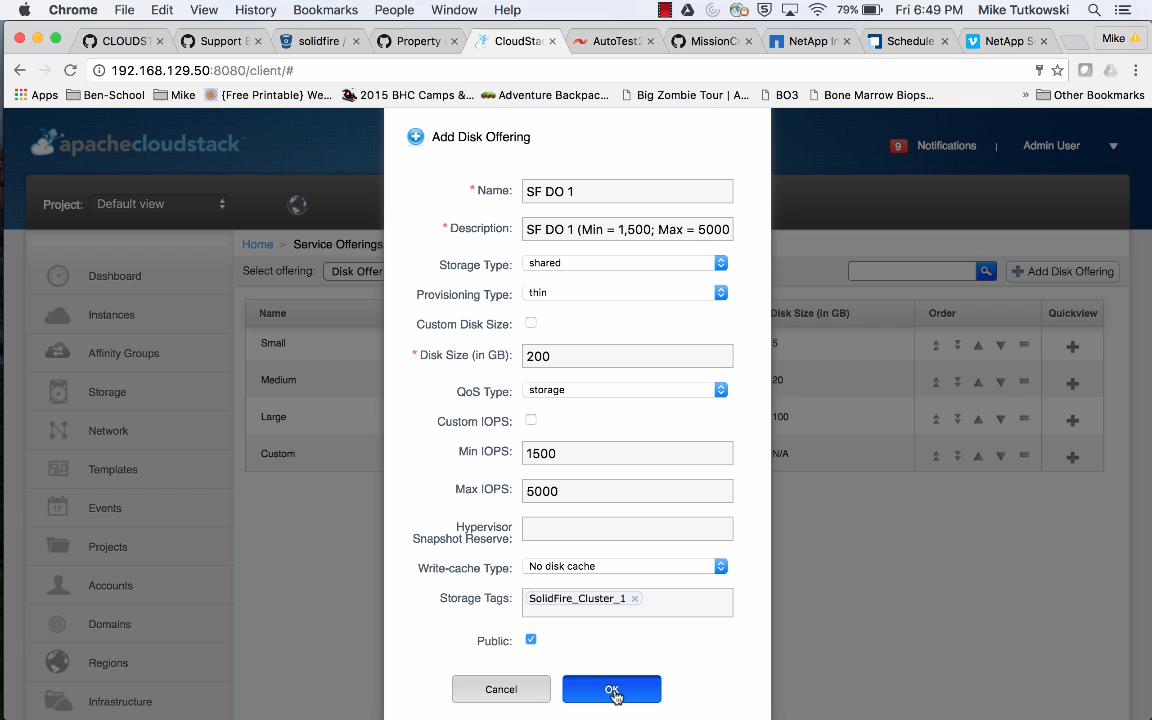 Chrome File Edit View History Bookmarks People Window Help 79% Fri 6:49 PM Mike Tutkowski
CLOUDST Support B solidfire / Property CloudStac AutoTest2 MissionCr NetApp In Schedule NetApp S Mike
192.168.129.50:8080/client/#
Apps Ben-School Mike {Free Printable} We... 2015 BHC Camps &... Adventure Backpac... Big Zombie Tour | A... BO3 Bone Marrow Biops... » Other Bookmarks
apachecloudstack
9 Notifications | Admin User
Project: Default view
Home > Service Offerings
Select offering: Disk Offer
Add Disk Offering
Name Disk Size (in GB) Order Quickview
Small 5
Medium 20
Large 100
Custom N/A
Dashboard
Instances
Affinity Groups
Storage
Network
Templates
Events
Projects
Accounts
Domains
Regions
Infrastructure
Add Disk Offering
* Name: SF DO 1
* Description: SF DO 1 (Min = 1,500; Max = 5000
Storage Type: shared
Provisioning Type: thin
Custom Disk Size:
* Disk Size (in GB): 200
QoS Type: storage
Custom IOPS:
Min IOPS: 1500
Max IOPS: 5000
Hypervisor
Snapshot Reserve:
Write-cache Type: No disk cache
Storage Tags: SolidFire_Cluster_1 ×
Public:
Cancel OK